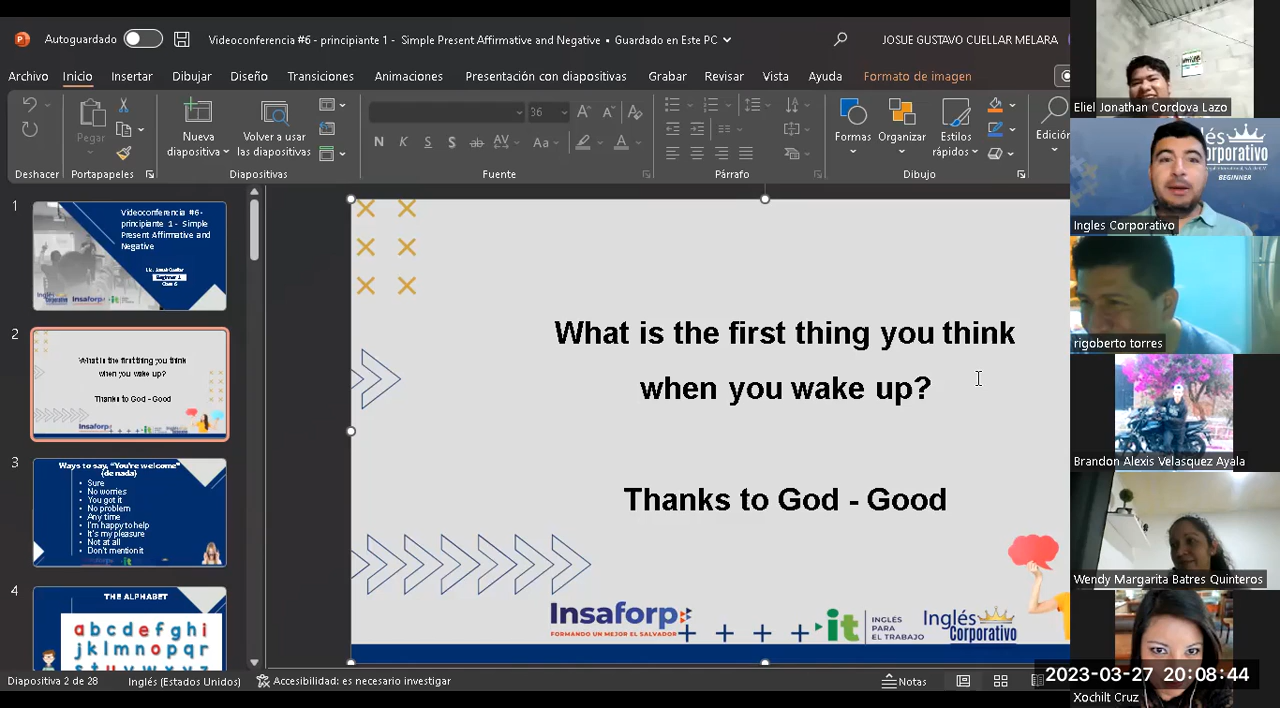 Autoguardado
Videoconferencia #6 - principiante 1 - Simple Present Affirmative and Negative • Guardado en Este PC
JOSUE GUSTAVO CUELLAR MELARA
Archivo Inicio Insertar Dibujar Diseño Transiciones Animaciones Presentación con diapositivas Grabar Revisar Vista Ayuda Formato de imagen
Pegar
Nueva diapositiva
Volver a usar las diapositivas
36
N K S S ab AV Aa A
Formas
Organizar
Estilos rápidos
Edición
Deshacer Portapapeles Diapositivas Fuente Párrafo Dibujo
1
Videoconferencia #6-
principiante 1 - Simple
Present Affirmative and
Negative
Lic. Josué Cuellar
Beginner 1
Clase 6
Insaforp
2
What is the first thing you think
when you wake up?
Thanks to God - Good
Insaforp
3
Ways to say, "You're welcome"
(de nada)
• Sure
• No worries
• You got it
• No problem
• Any time
• I'm happy to help
• It's my pleasure
• Not at all
• Don't mention it
4
THE ALPHABET
a b c d e f g h i
j k l m n o p q r
s t u v w x y z
What is the first thing you think
when you wake up?
Thanks to God - Good
Insaforp
FORMANDO UN MEJOR EL SALVADOR
it
INGLÉS
PARA
EL TRABAJO
Inglés
Corporativo
Diapositiva 2 de 28
Inglés (Estados Unidos)
Accesibilidad: es necesario investigar
Notas
Eliel Jonathan Cordova Lazo
glés
orporativo
BEGINNER
Ingles Corporativo
rigoberto torres
Brandon Alexis Velasquez Ayala
Wendy Margarita Batres Quinteros
2023-03-27 20:08:44
Xochilt Cruz